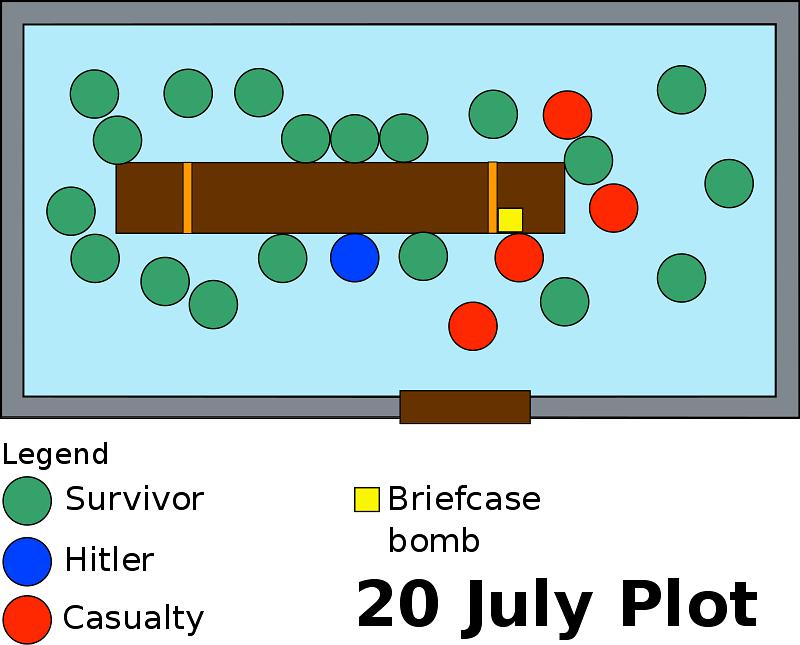 Legend
Survivor
Hitler
Casualty
Briefcase
bomb
20 July Plot